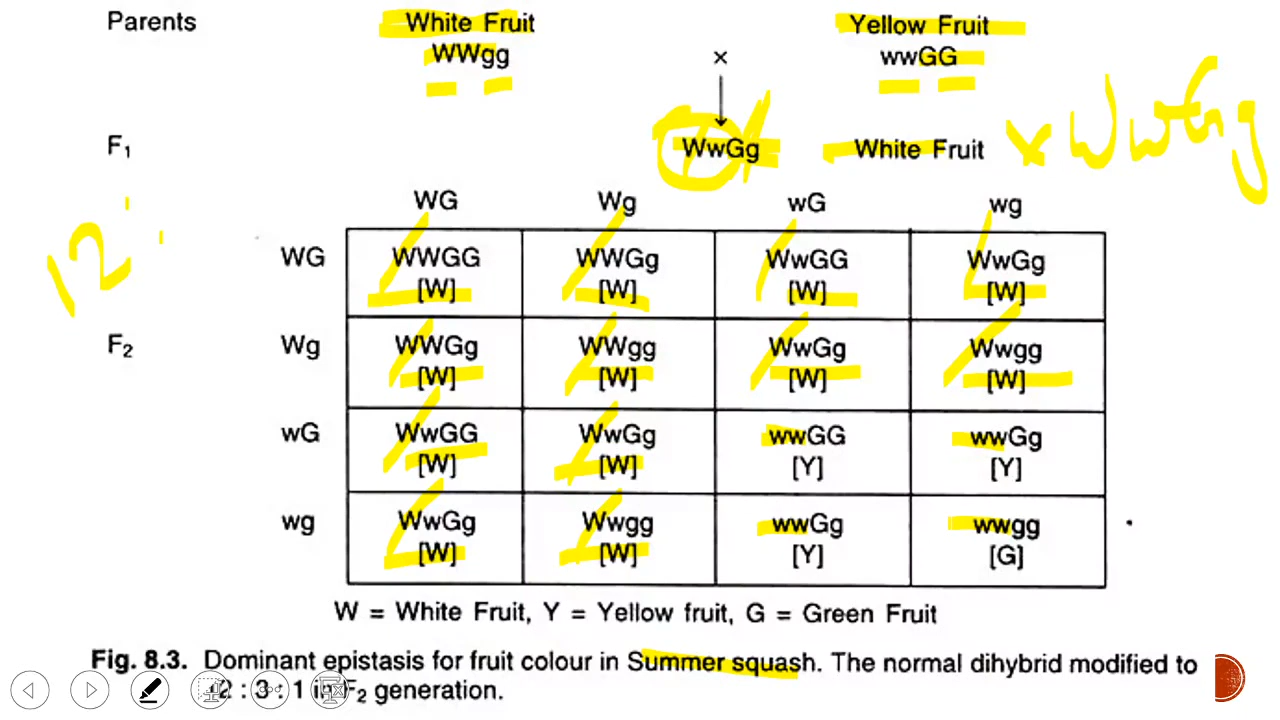 Parents White Fruit Yellow Fruit
WWgg × wwGG
F₁ WwGg White Fruit × WwGg
WG Wg wG wg
12 :
WG WWGG WWGg WwGG WwGg
[W] [W] [W] [W]
F₂ Wg WWGg WWgg WwGg Wwgg
[W] [W] [W] [W]
wG WwGG WwGg wwGG wwGg
[W] [W] [Y] [Y]
wg WwGg Wwgg wwGg wwgg
[W] [W] [Y] [G]
W = White Fruit, Y = Yellow fruit, G = Green Fruit
Fig. 8.3. Dominant epistasis for fruit colour in Summer squash. The normal dihybrid modified to
2 : 3 : 1 in F₂ generation.